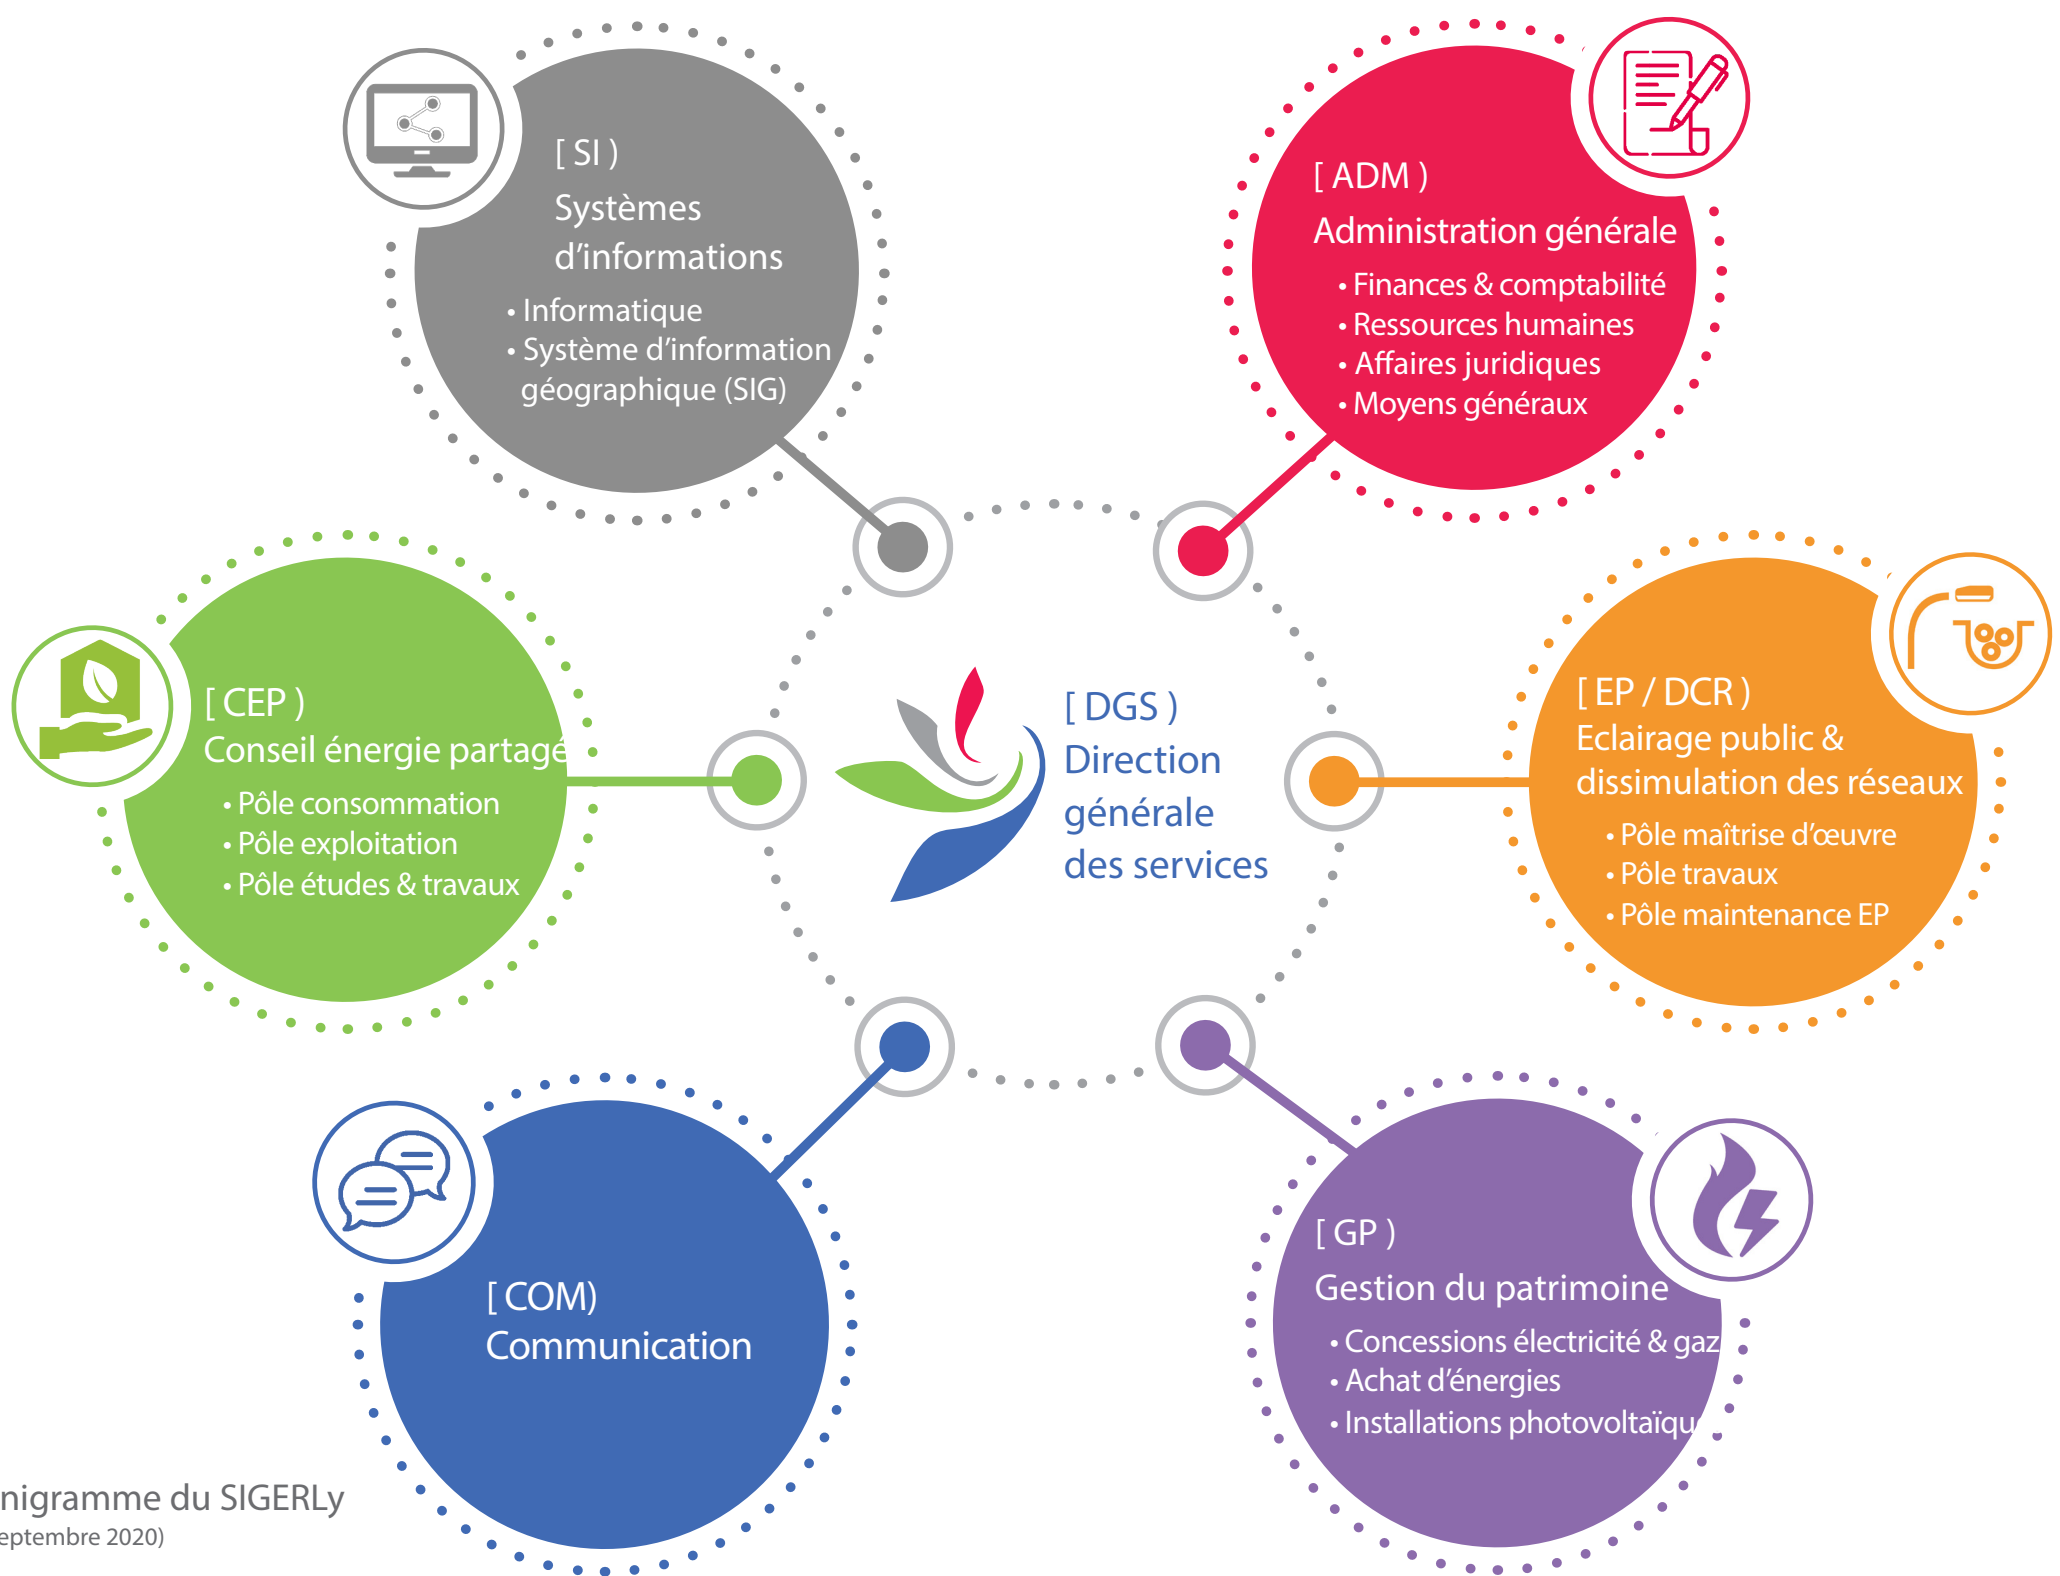 [ SI )
Systèmes
d’informations
• Informatique
• Système d’information
géographique (SIG)
[ ADM )
Administration générale
• Finances & comptabilité
• Ressources humaines
• Affaires juridiques
• Moyens généraux
[ CEP )
Conseil énergie partagé
• Pôle consommation
• Pôle exploitation
• Pôle études & travaux
[ DGS )
Direction
générale
des services
[ EP / DCR )
Eclairage public &
dissimulation des réseaux
• Pôle maîtrise d’œuvre
• Pôle travaux
• Pôle maintenance EP
[ COM)
Communication
[ GP )
Gestion du patrimoine
• Concessions électricité & gaz
• Achat d’énergies
• Installations photovoltaïqu
nigramme du SIGERLy
eptembre 2020)